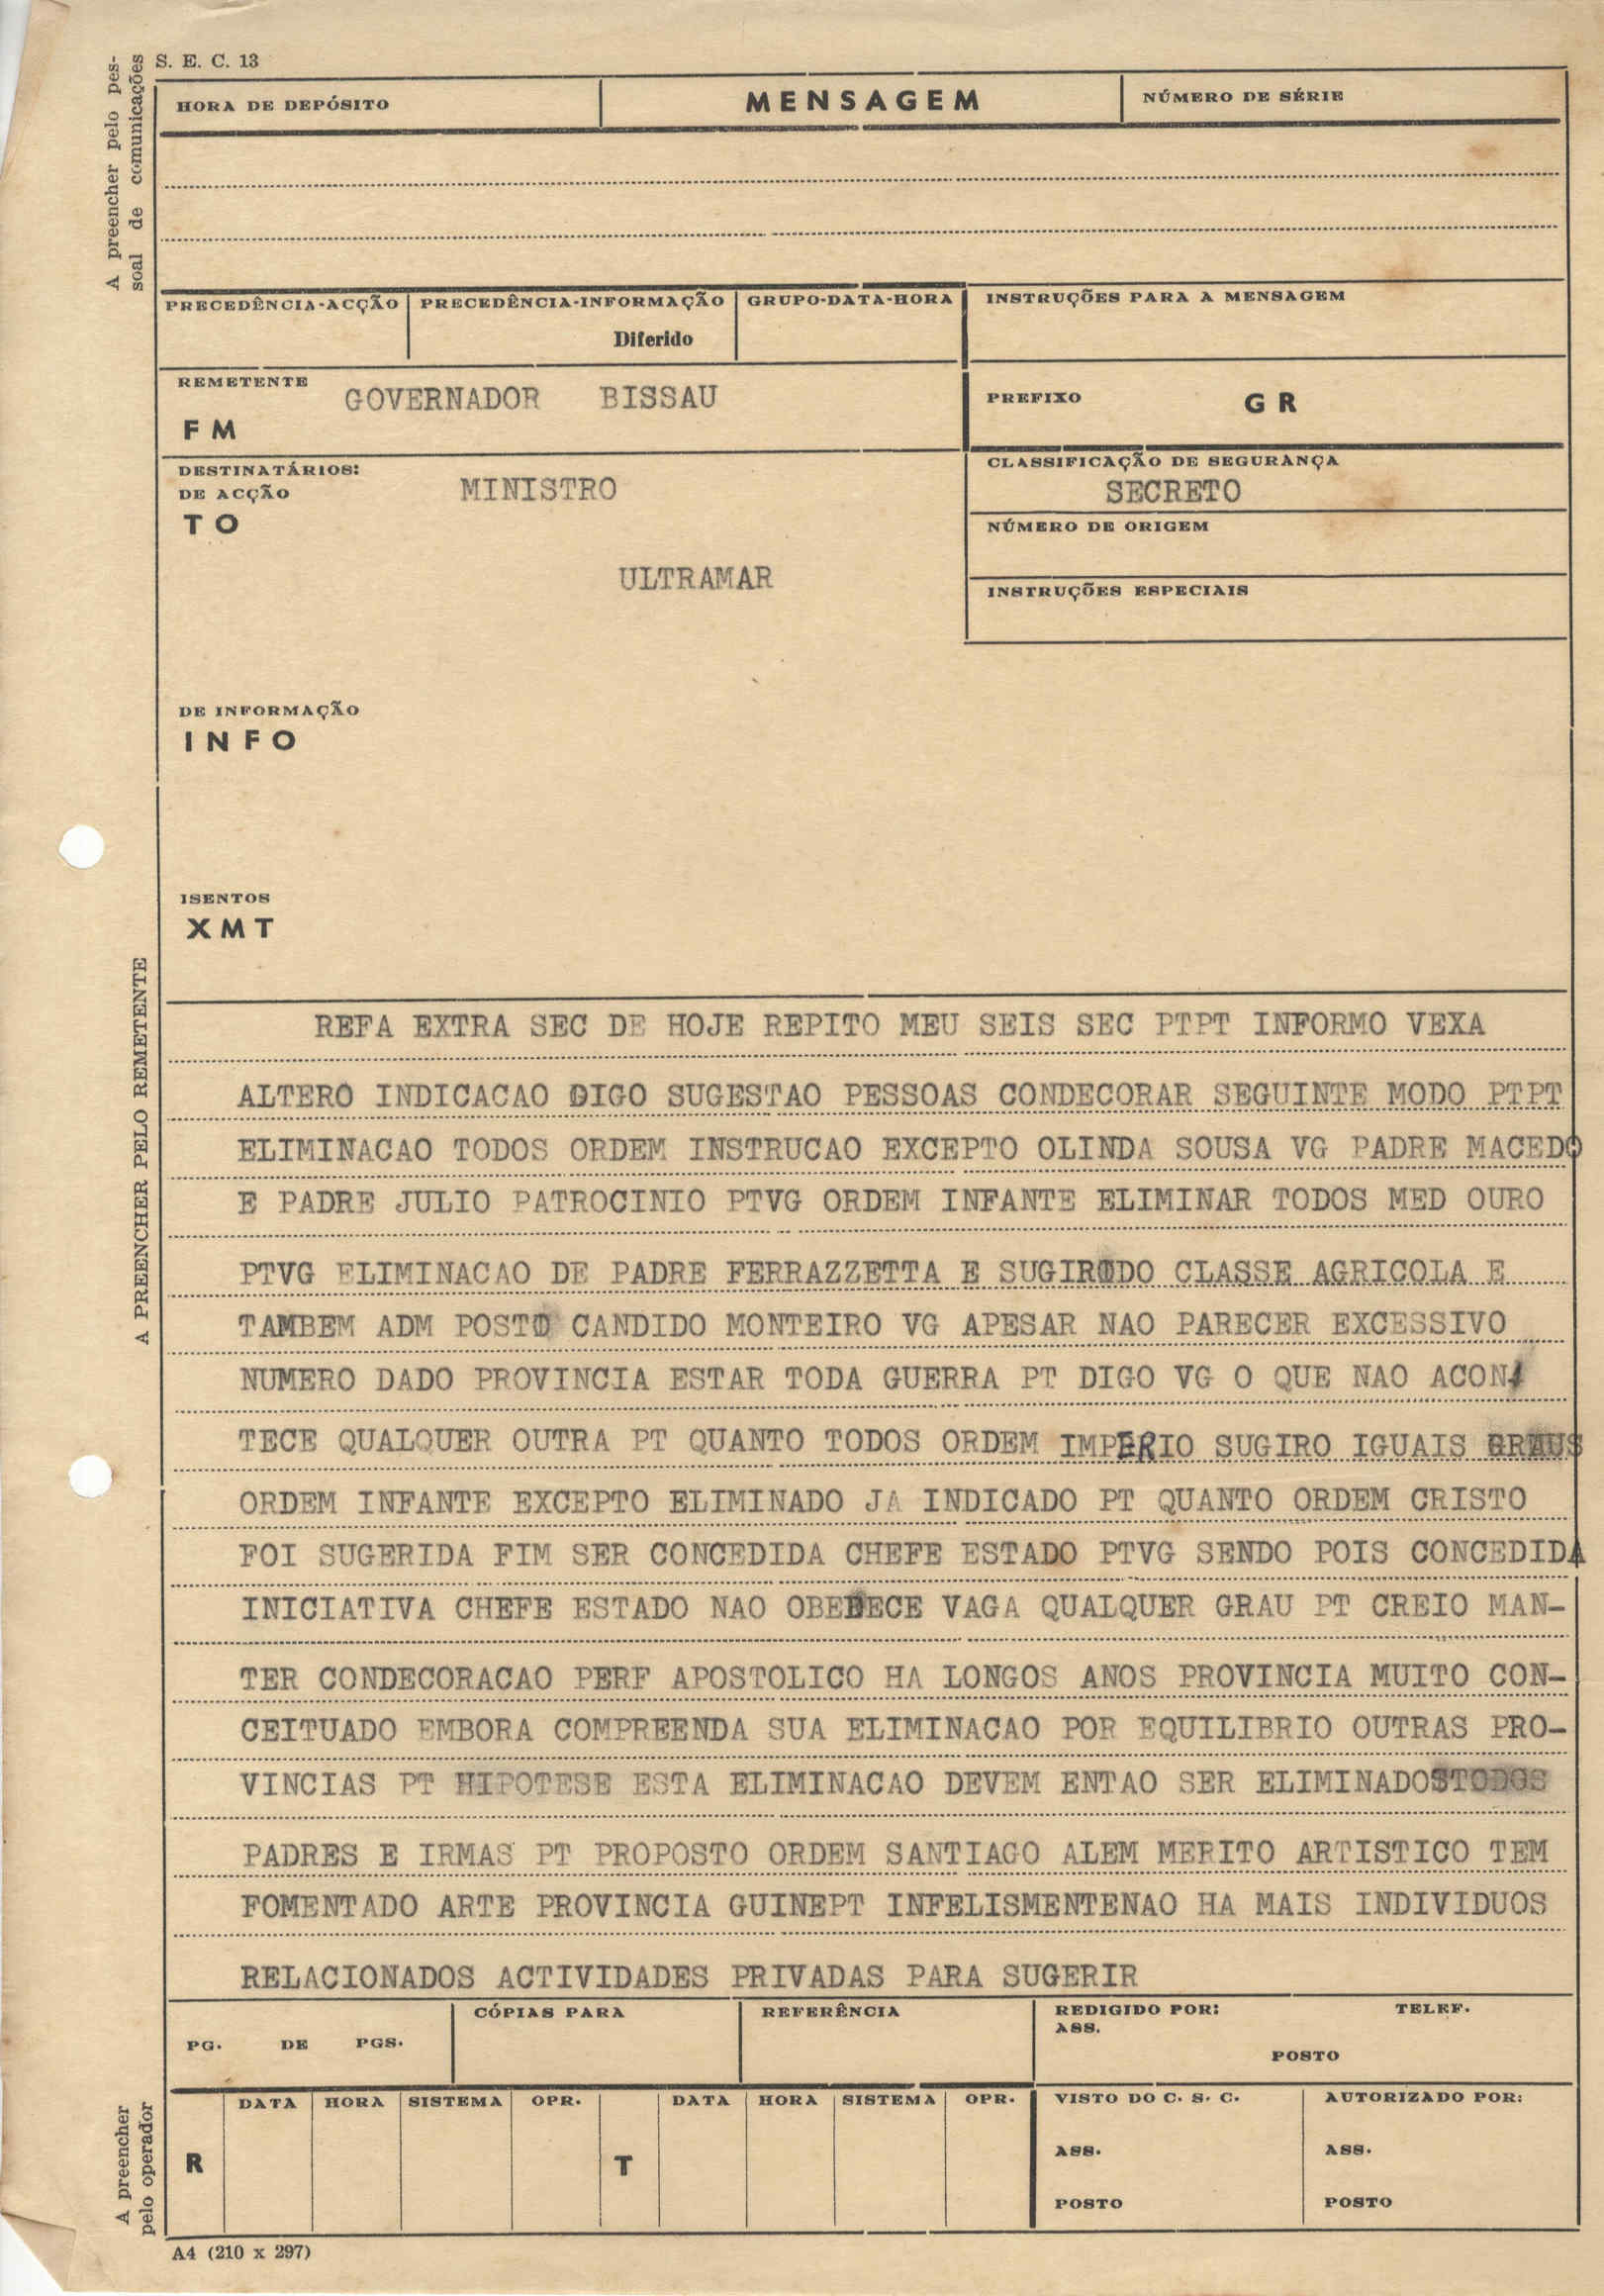 S. E. C. 13
A preencher pelo pes-
soal de comunicações
HORA DE DEPÓSITO
MENSAGEM
NÚMERO DE SÉRIE
PRECEDÊNCIA-ACÇÃO
PRECEDÊNCIA-INFORMAÇÃO
GRUPO-DATA-HORA
INSTRUÇÕES PARA A MENSAGEM
Diferido
REMETENTE
GOVERNADOR BISSAU
FM
PREFIXO
GR
DESTINATÁRIOS:
DE ACÇÃO
MINISTRO
TO
ULTRAMAR
CLASSIFICAÇÃO DE SEGURANÇA
SECRETO
NÚMERO DE ORIGEM
INSTRUÇÕES ESPECIAIS
DE INFORMAÇÃO
INFO
ISENTOS
XMT
A PREENCHER PELO REMETENTE
REFA EXTRA SEC DE HOJE REPITO MEU SEIS SEC PTPT INFORMO VEXA
ALTERO INDICACAO DIGO SUGESTAO PESSOAS CONDECORAR SEGUINTE MODO PTPT
ELIMINACAO TODOS ORDEM INSTRUCAO EXCEPTO OLINDA SOUSA VG PADRE MACEDO
E PADRE JULIO PATROCINIO PTVG ORDEM INFANTE ELIMINAR TODOS MED OURO
PTVG ELIMINACAO DE PADRE FERRAZZETTA E SUGIRODO CLASSE AGRICOLA E
TAMBEM ADM POSTO CANDIDO MONTEIRO VG APESAR NAO PARECER EXCESSIVO
NUMERO DADO PROVINCIA ESTAR TODA GUERRA PT DIGO VG O QUE NAO ACON-
TECE QUALQUER OUTRA PT QUANTO TODOS ORDEM IMPERIO SUGIRO IGUAIS GRAUS
ORDEM INFANTE EXCEPTO ELIMINADO JA INDICADO PT QUANTO ORDEM CRISTO
FOI SUGERIDA FIM SER CONCEDIDA CHEFE ESTADO PTVG SENDO POIS CONCEDIDA
INICIATIVA CHEFE ESTADO NAO OBEDECE VAGA QUALQUER GRAU PT CREIO MAN-
TER CONDECORACAO PERF APOSTOLICO HA LONGOS ANOS PROVINCIA MUITO CON-
CEITUADO EMBORA COMPREENDA SUA ELIMINACAO POR EQUILIBRIO OUTRAS PRO-
VINCIAS PT HIPOTESE ESTA ELIMINACAO DEVEM ENTAO SER ELIMINADOSTODOS
PADRES E IRMAS PT PROPOSTO ORDEM SANTIAGO ALEM MERITO ARTISTICO TEM
FOMENTADO ARTE PROVINCIA GUINEPT INFELISMENTENAO HA MAIS INDIVIDUOS
RELACIONADOS ACTIVIDADES PRIVADAS PARA SUGERIR
PG. DE PGS.
CÓPIAS PARA
REFERÊNCIA
REDIGIDO POR: TELEF.
ASS.
POSTO
A preencher
pelo operador
R
DATA HORA SISTEMA OPR.
T
DATA HORA SISTEMA OPR.
VISTO DO C. S. C.
ASS.
POSTO
AUTORIZADO POR:
ASS.
POSTO
A4 (210 x 297)